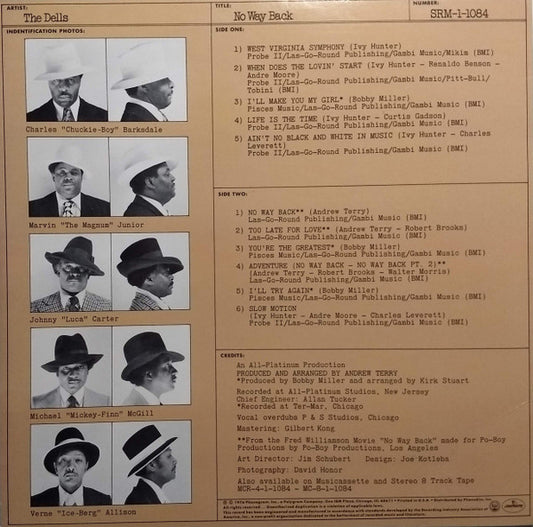 ARTIST:
The Dells
TITLE:
No Way Back
NUMBER:
SRM-1-1084
INDENTIFICATION PHOTOS:
Charles "Chuckie-Boy" Barksdale
Marvin "The Magnum" Junior
Johnny "Luca" Carter
Michael "Mickey-Finn" McGill
Verne "Ice-Berg" Allison
SIDE ONE:
1) WEST VIRGINIA SYMPHONY (Ivy Hunter)
Probe II/Las-Go-Round Publishing/Gambi Music/Mikim (BMI)
2) WHEN DOES THE LOVIN' START (Ivy Hunter - Renaldo Benson -
Andre Moore)
Probe II/Las-Go-Round Publishing/Gambi Music/Pitt-Bull/
Tobini (BMI)
3) I'LL MAKE YOU MY GIRL* (Bobby Miller)
Pisces Music/Las-Go-Round Publishing/Gambi Music (BMI)
4) LIFE IS THE TIME (Ivy Hunter - Curtis Gadson)
Probe II/Las-Go-Round Publishing/Gambi Music (BMI)
5) AIN'T NO BLACK AND WHITE IN MUSIC (Ivy Hunter - Charles
Leverett)
Probe II/Las-Go-Round Publishing/Gambi Music (BMI)
SIDE TWO:
1) NO WAY BACK** (Andrew Terry)
Las-Go-Round Publishing/Gambi Music (BMI)
2) TOO LATE FOR LOVE** (Andrew Terry - Robert Brooks)
Las-Go-Round Publishing/Gambi Music (BMI)
3) YOU'RE THE GREATEST* (Bobby Miller)
Pisces Music/Las-Go-Round Publishing/Gambi Music (BMI)
4) ADVENTURE (NO WAY BACK - NO WAY BACK PT. 2)**
(Andrew Terry - Robert Brooks - Walter Morris)
Las-Go-Round Publishing/Gambi Music (BMI)
5) I'LL TRY AGAIN* (Bobby Miller)
Pisces Music/Las-Go-Round Publishing/Gambi Music (BMI)
6) SLOW MOTION
(Ivy Hunter - Andre Moore - Charles Leverett)
Probe II/Las-Go-Round Publishing/Gambi Music (BMI)
CREDITS:
An All-Platinum Production
PRODUCED AND ARRANGED BY ANDREW TERRY
*Produced by Bobby Miller and arranged by Kirk Stuart
Recorded at All-Platinum Studios, New Jersey
Chief Engineer: Allan Tucker
*Recorded at Ter-Mar, Chicago
Vocal overdubs P & S Studios, Chicago
Mastering: Gilbert Kong
**From the Fred Williamson Movie "No Way Back" made for Po-Boy
Productions by Po-Boy Productions, Los Angeles
Art Director: Jim Schubert Design: Joe Kotleba
Photography: David Honor
Also available on Musicassette and Stereo 8 Track Tape
MCR-4-1-1084 - MC-8-1-1084